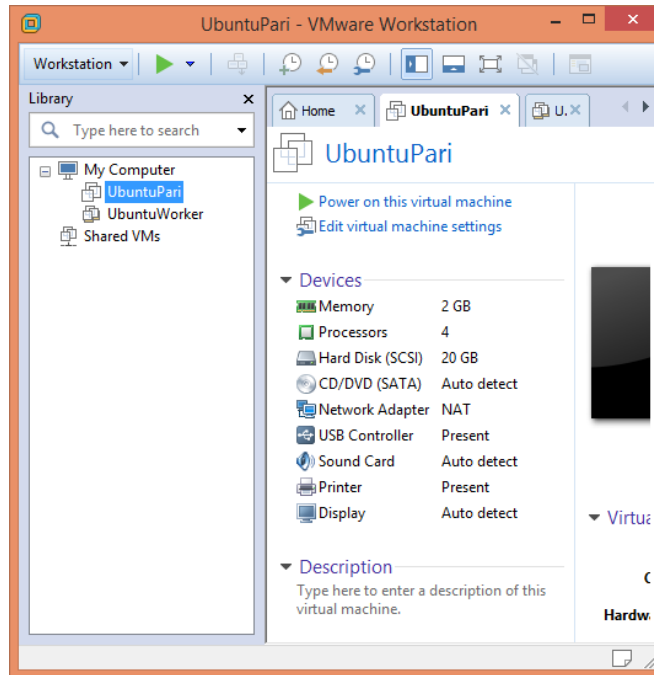 UbuntuPari - VMware Workstation
Workstation
Library
Type here to search
My Computer
UbuntuPari
UbuntuWorker
Shared VMs
Home
UbuntuPari
U.
UbuntuPari
Power on this virtual machine
Edit virtual machine settings
Devices
Memory 2 GB
Processors 4
Hard Disk (SCSI) 20 GB
CD/DVD (SATA) Auto detect
Network Adapter NAT
USB Controller Present
Sound Card Auto detect
Printer Present
Display Auto detect
Description
Type here to enter a description of this
virtual machine.